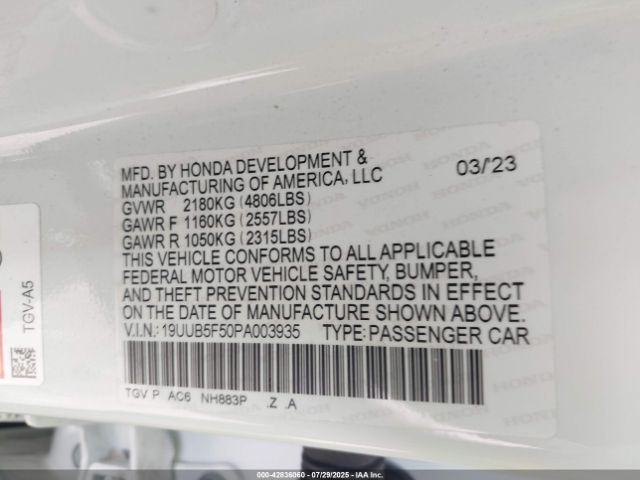 MFD. BY HONDA DEVELOPMENT & 03/'23
MANUFACTURING OF AMERICA, LLC
GVWR 2180KG (4806LBS)
GAWR F 1160KG (2557LBS)
GAWR R 1050KG (2315LBS)
THIS VEHICLE CONFORMS TO ALL APPLICABLE
FEDERAL MOTOR VEHICLE SAFETY, BUMPER,
AND THEFT PREVENTION STANDARDS IN EFFECT
ON THE DATE OF MANUFACTURE SHOWN ABOVE.
V.I.N.: 19UUB5F50PA003935 TYPE: PASSENGER CAR
TGV P AC6 NH883P Z .A
TGV-A5
000-42836060 - 07/29/2025 - IAAI.COM